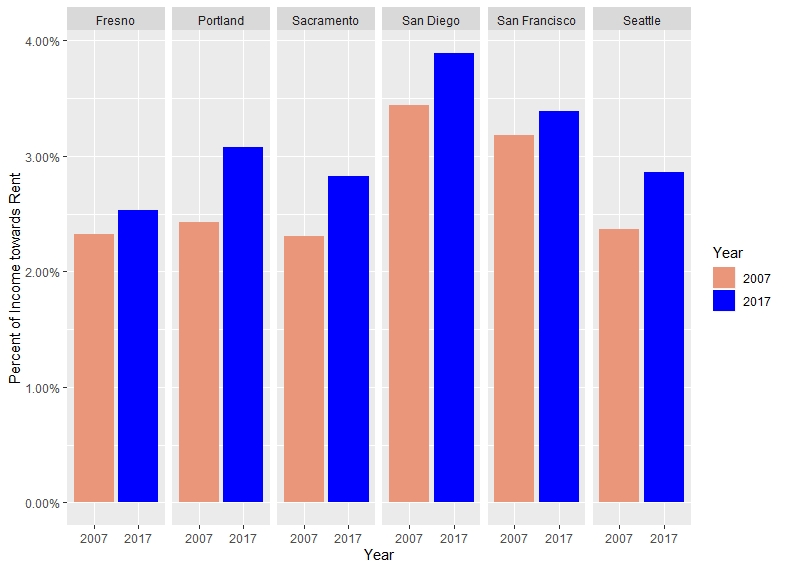 Fresno Portland Sacramento San Diego San Francisco Seattle
4.00%
3.00%
2.00%
1.00%
0.00%
Percent of Income towards Rent
2007 2017 2007 2017 2007 2017 2007 2017 2007 2017 2007 2017
Year
Year
2007
2017